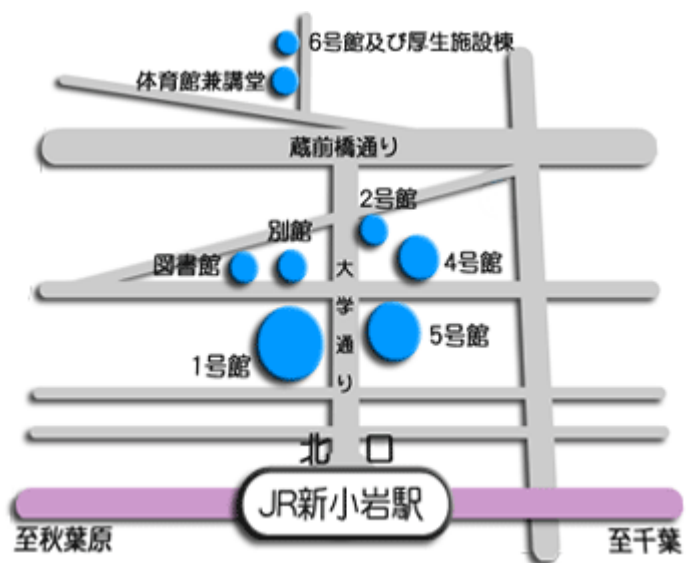 6号館及び厚生施設棟
体育館兼講堂
蔵前橋通り
2号館
別館
図書館
4号館
大学通り
5号館
1号館
北口
JR新小岩駅
至秋葉原
至千葉